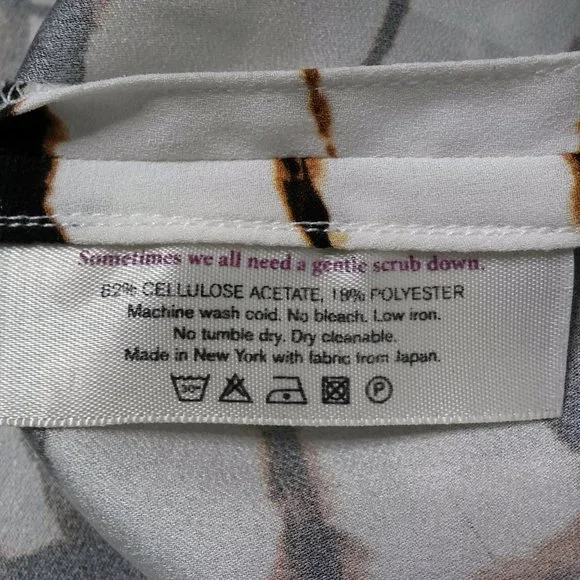 Sometimes we all need a gentle scrub down.
82% CELLULOSE ACETATE, 18% POLYESTER
Machine wash cold. No bleach. Low iron.
No tumble dry. Dry cleanable.
Made in New York with fabric from Japan.
30° P